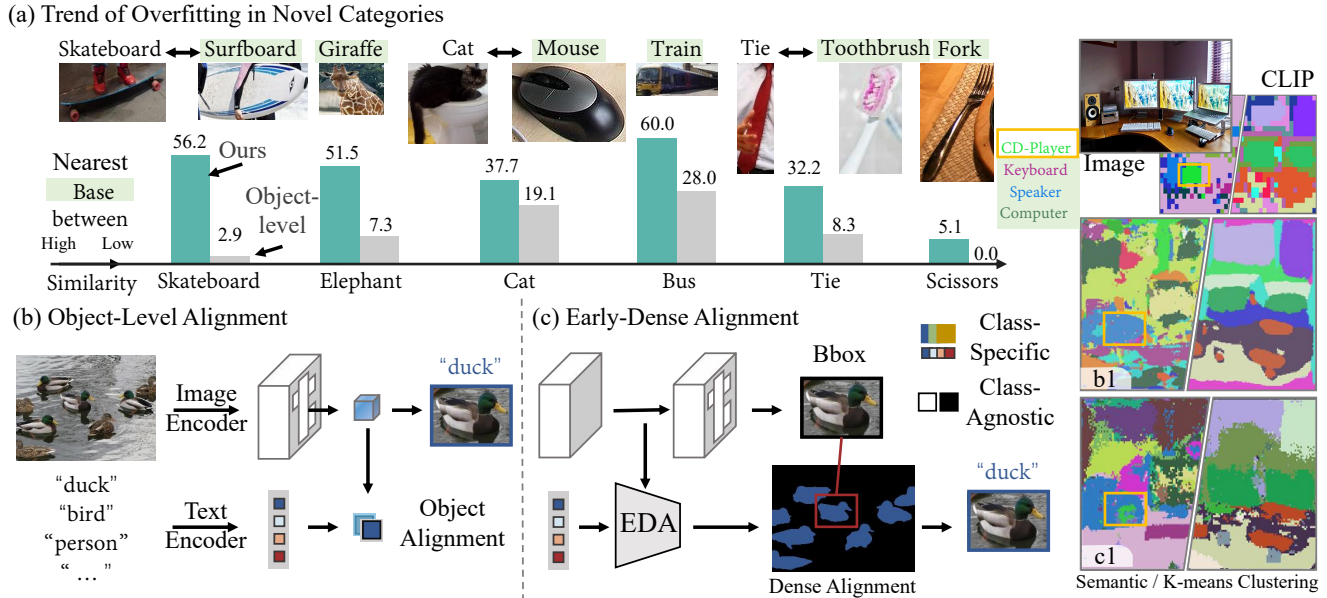 (a) Trend of Overfitting in Novel Categories
Skateboard Surfboard Giraffe Cat Mouse Train Tie Toothbrush Fork
CLIP
Image
CD-Player
Keyboard
Speaker
Computer
Nearest
Base
between
High Low
Similarity
Ours
Object-
level
56.2 2.9 51.5 7.3 37.7 19.1 60.0 28.0 32.2 8.3 5.1 0.0
Skateboard Elephant Cat Bus Tie Scissors
(b) Object-Level Alignment
Image
Encoder
"duck"
"duck"
"bird"
"person"
" ... "
Text
Encoder
Object
Alignment
(c) Early-Dense Alignment
Class-
Specific
Class-
Agnostic
Bbox
EDA
"duck"
Dense Alignment
b1
c1
Semantic / K-means Clustering